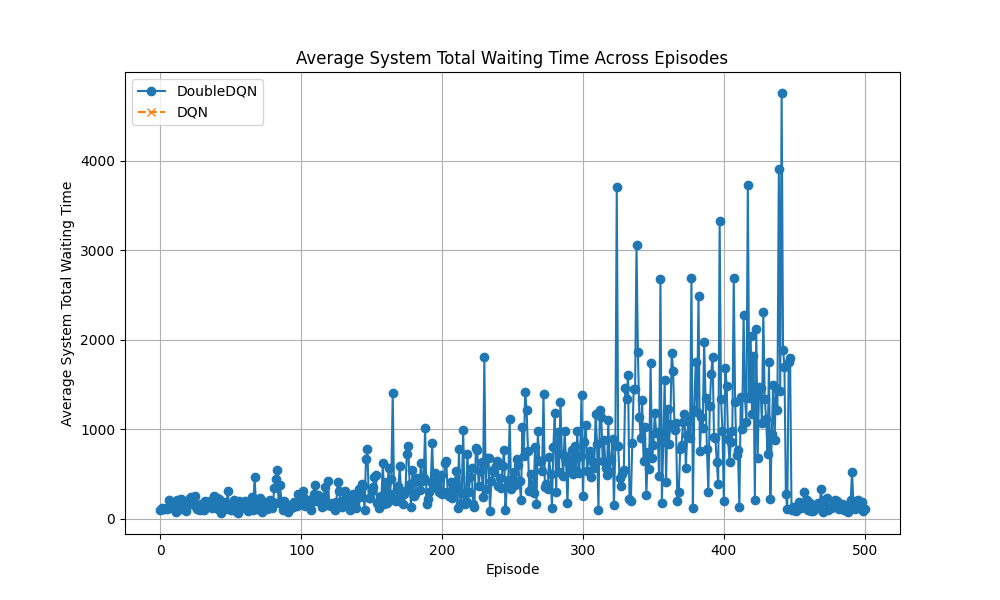 Average System Total Waiting Time Across Episodes
DoubleDQN
DQN
Average System Total Waiting Time
4000
3000
2000
1000
0
0 100 200 300 400 500
Episode